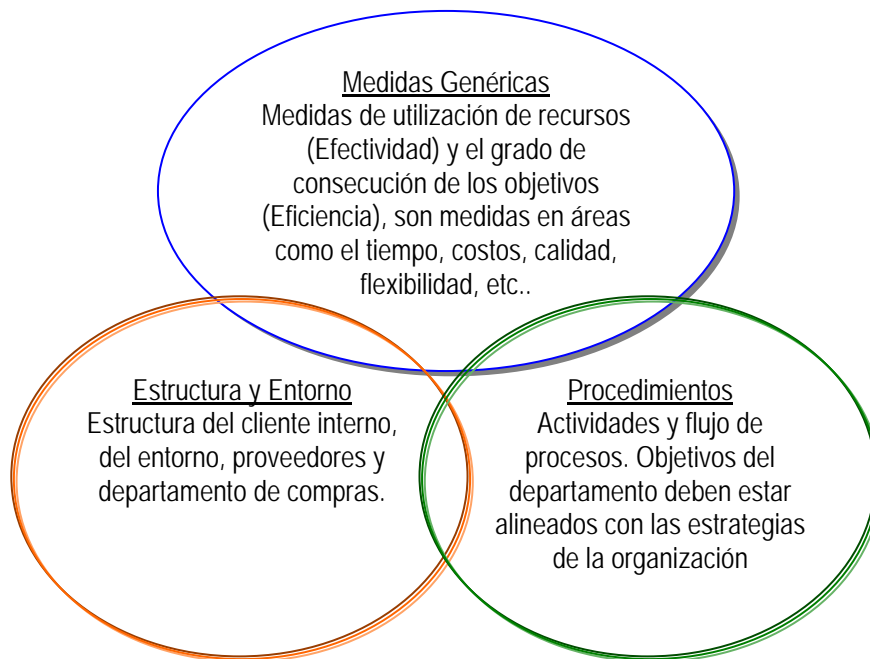 Medidas Genéricas
Medidas de utilización de recursos
(Efectividad) y el grado de
consecución de los objetivos
(Eficiencia), son medidas en áreas
como el tiempo, costos, calidad,
flexibilidad, etc..
Estructura y Entorno
Estructura del cliente interno,
del entorno, proveedores y
departamento de compras.
Procedimientos
Actividades y flujo de
procesos. Objetivos del
departamento deben estar
alineados con las estrategias
de la organización